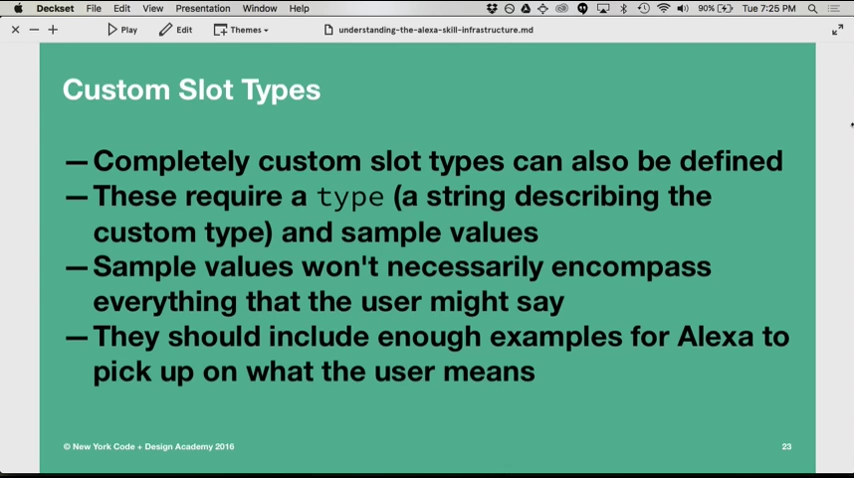 Deckset File Edit View Presentation Window Help 90% Tue 7:25 PM
Play Edit Themes understanding-the-alexa-skill-infrastructure.md
Custom Slot Types
— Completely custom slot types can also be defined
— These require a type (a string describing the
custom type) and sample values
— Sample values won't necessarily encompass
everything that the user might say
— They should include enough examples for Alexa to
pick up on what the user means
© New York Code + Design Academy 2016 23